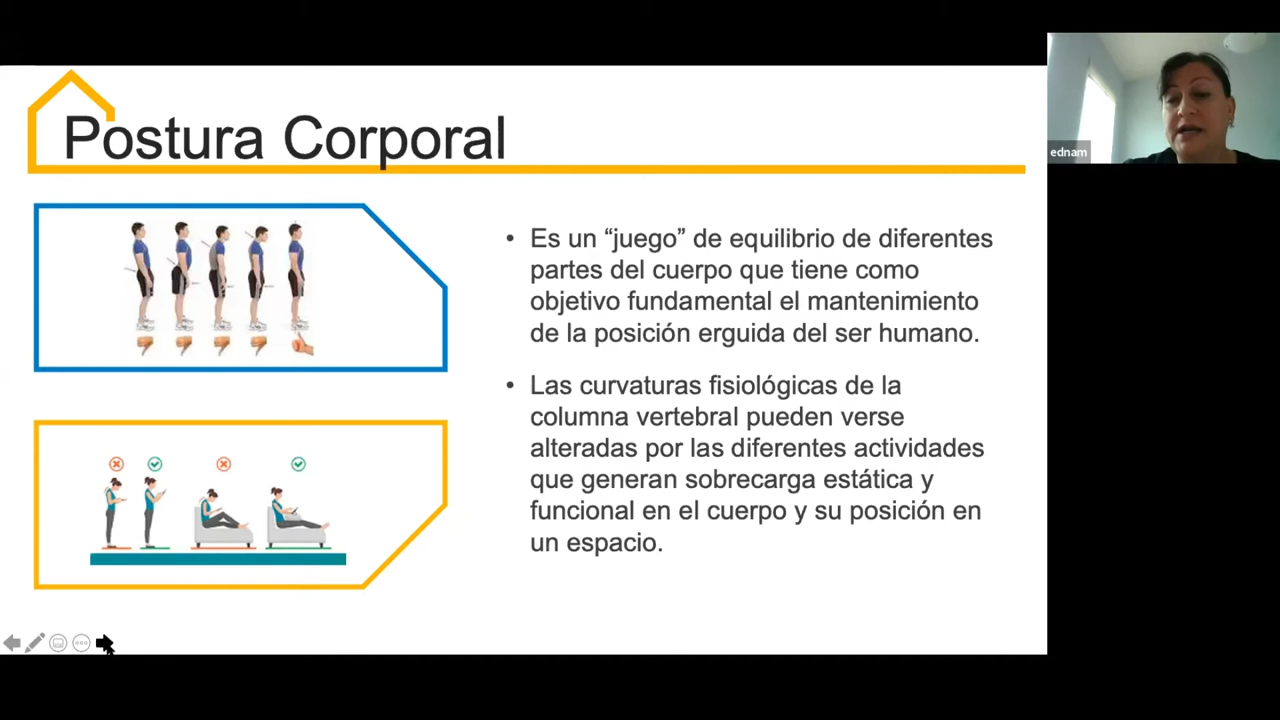 Postura Corporal
ednam
• Es un “juego” de equilibrio de diferentes
partes del cuerpo que tiene como
objetivo fundamental el mantenimiento
de la posición erguida del ser humano.
• Las curvaturas fisiológicas de la
columna vertebral pueden verse
alteradas por las diferentes actividades
que generan sobrecarga estática y
funcional en el cuerpo y su posición en
un espacio.